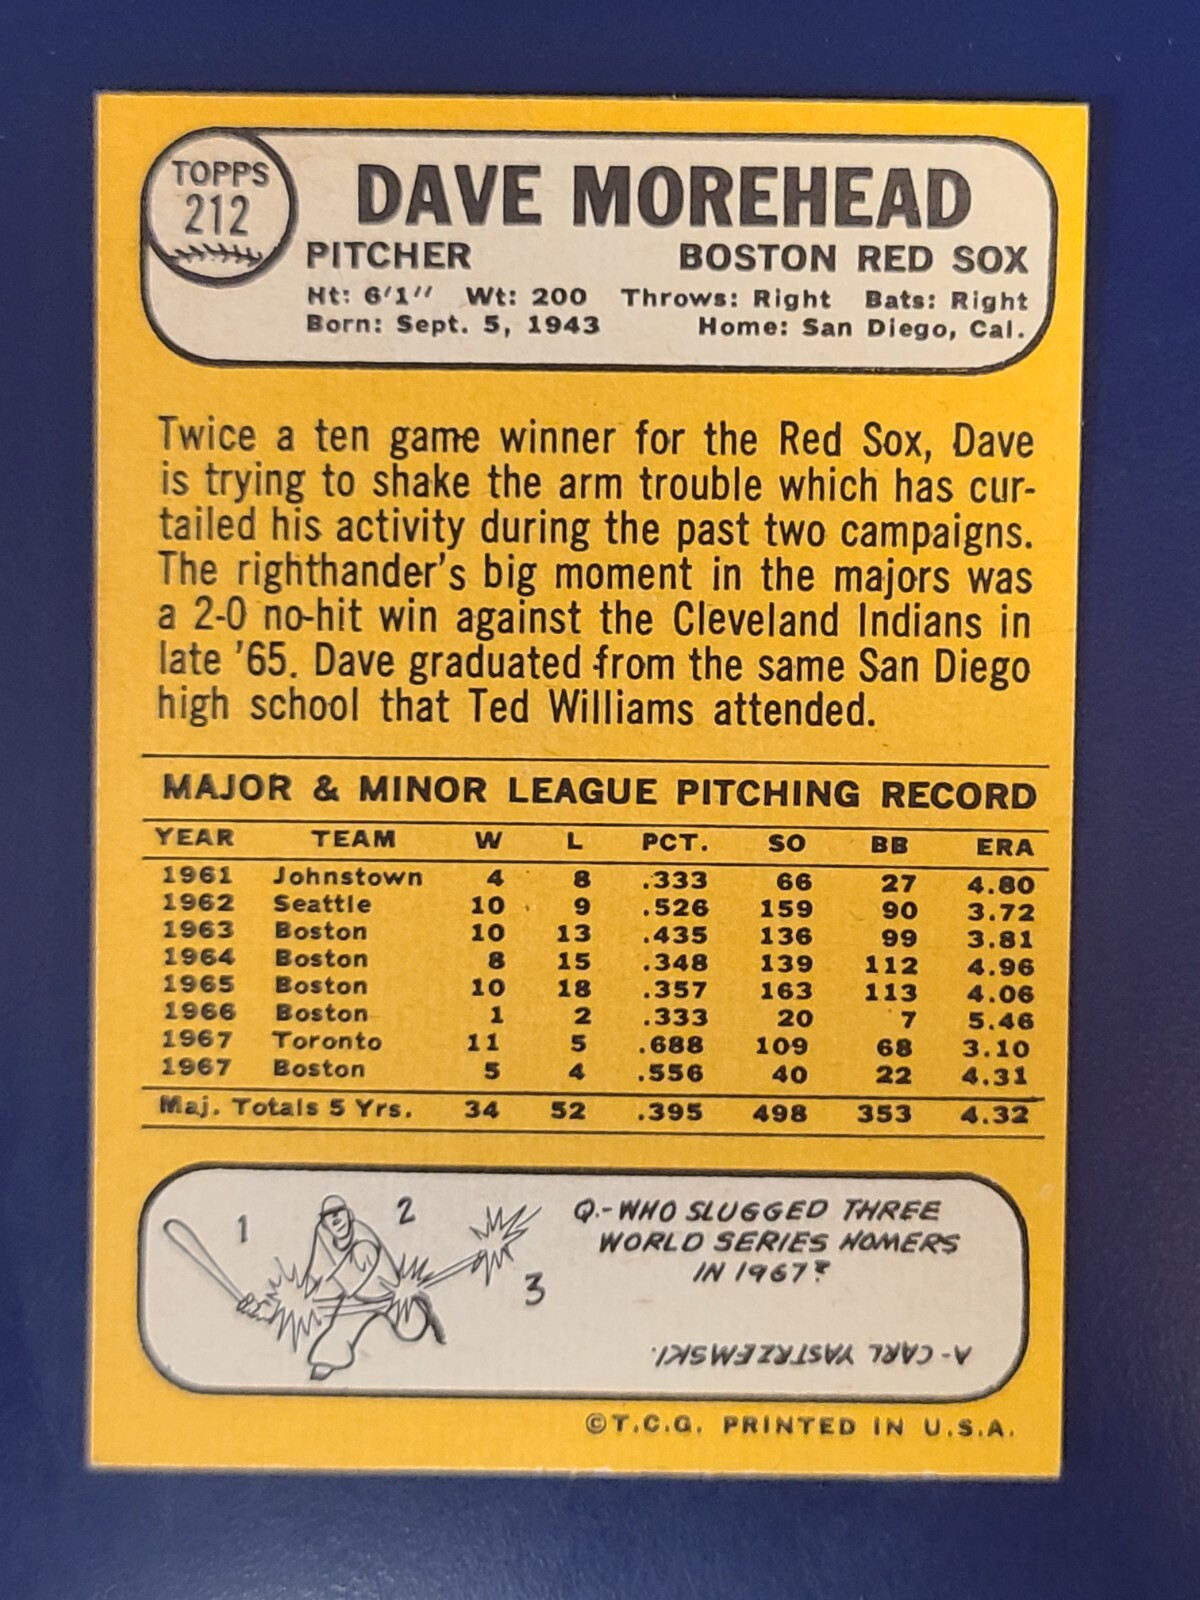 TOPPS
212
DAVE MOREHEAD
PITCHER BOSTON RED SOX
Ht: 6'1" Wt: 200 Throws: Right Bats: Right
Born: Sept. 5, 1943 Home: San Diego, Cal.
Twice a ten game winner for the Red Sox, Dave
is trying to shake the arm trouble which has cur-
tailed his activity during the past two campaigns.
The righthander's big moment in the majors was
a 2-0 no-hit win against the Cleveland Indians in
late '65. Dave graduated from the same San Diego
high school that Ted Williams attended.
MAJOR & MINOR LEAGUE PITCHING RECORD
YEAR TEAM W L PCT. SO BB ERA
1961 Johnstown 4 8 .333 66 27 4.80
1962 Seattle 10 9 .526 159 90 3.72
1963 Boston 10 13 .435 136 99 3.81
1964 Boston 8 15 .348 139 112 4.96
1965 Boston 10 18 .357 163 113 4.06
1966 Boston 1 2 .333 20 7 5.46
1967 Toronto 11 5 .688 109 68 3.10
1967 Boston 5 4 .556 40 22 4.31
Maj. Totals 5 Yrs. 34 52 .395 498 353 4.32
1 2 3
Q.-WHO SLUGGED THREE
WORLD SERIES HOMERS
IN 1967?
A-CARL YASTRZEMSKI.
©T.C.G. PRINTED IN U.S.A.